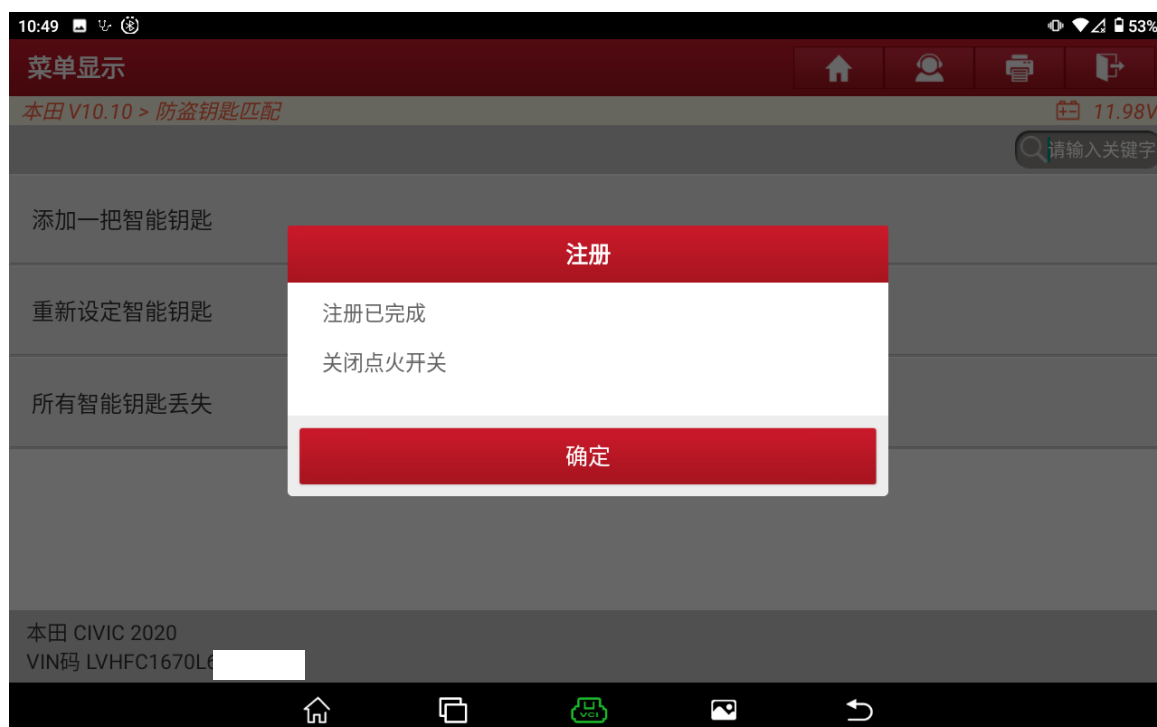 10:49
53%
菜单显示
本田 V10.10 > 防盗钥匙匹配
11.98V
请输入关键字
添加一把智能钥匙
注册
重新设定智能钥匙
注册已完成
关闭点火开关
所有智能钥匙丢失
确定
本田 CIVIC 2020
VIN码 LVHFC1670L6
VCI